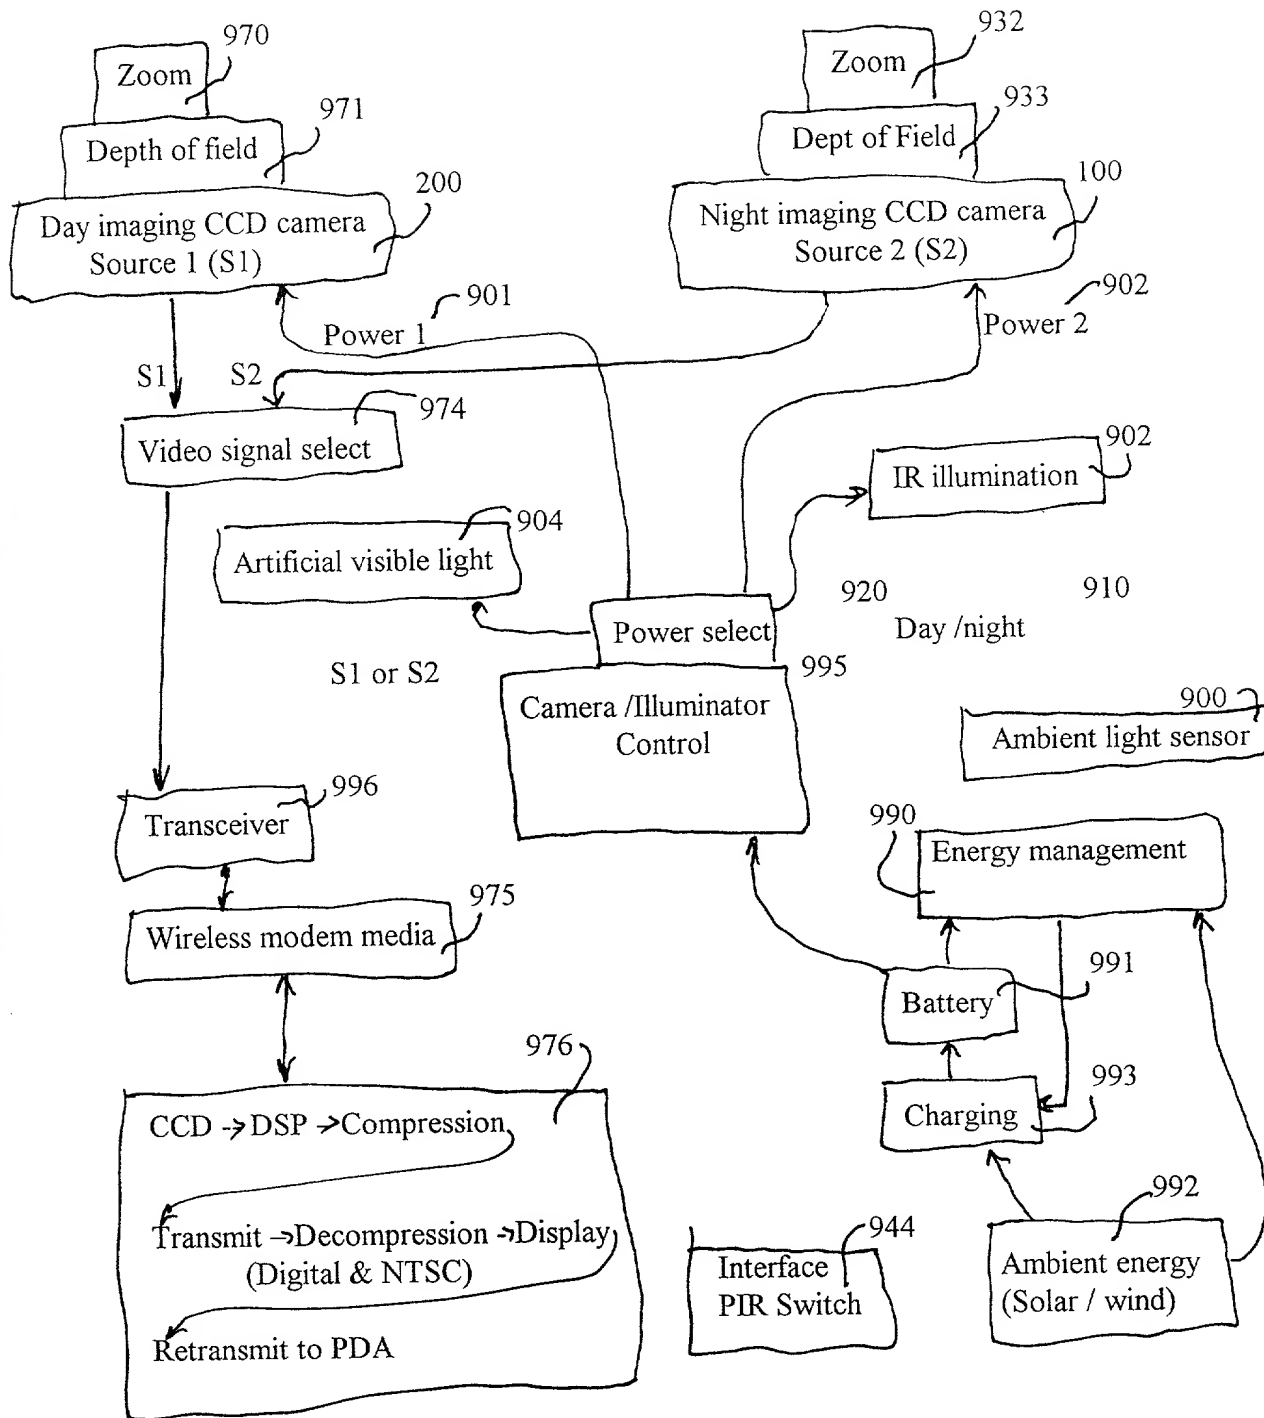 970
932
Zoom
Zoom
971
933
Depth of field
Dept of Field
200
100
Day imaging CCD camera
Source 1 (S1)
Night imaging CCD camera
Source 2 (S2)
901
902
Power 1
Power 2
S1
S2
974
Video signal select
902
IR illumination
904
Artificial visible light
920
910
Power select
Day /night
S1 or S2
995
Camera /Illuminator
Control
900
Ambient light sensor
996
Transceiver
990
Energy management
975
Wireless modem media
991
Battery
976
993
CCD → DSP → Compression
Charging
992
Transmit → Decompression → Display
(Digital & NTSC)
944
Interface
PIR Switch
Ambient energy
(Solar / wind)
Retransmit to PDA